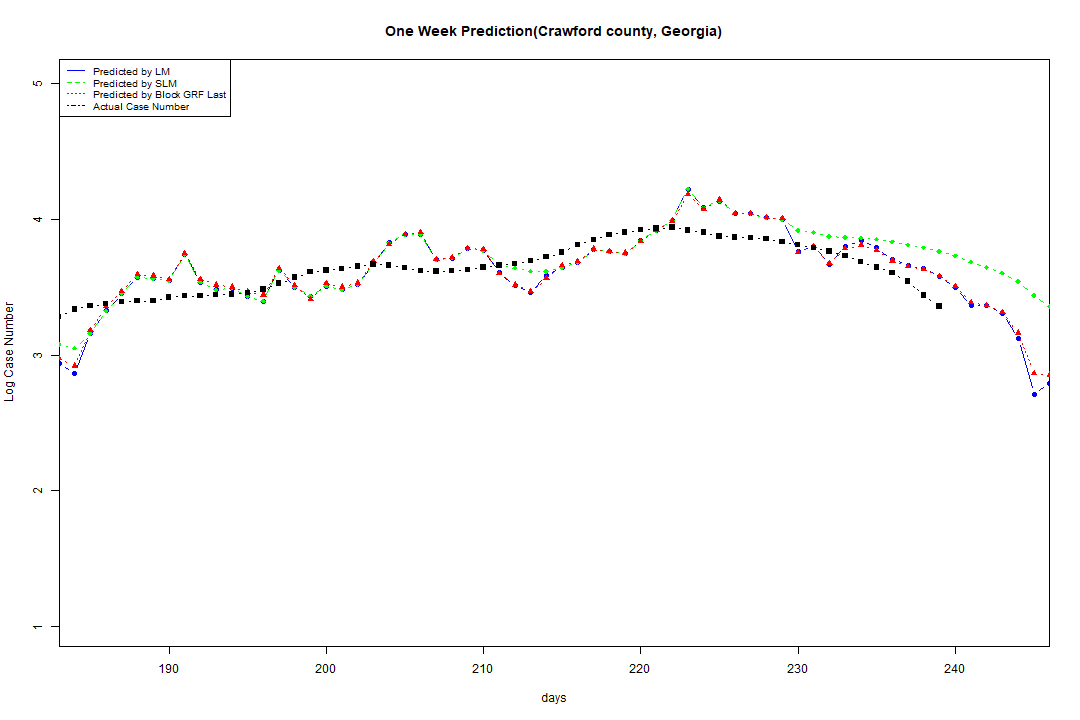 One Week Prediction(Crawford county, Georgia)
Predicted by LM
Predicted by SLM
Predicted by Block GRF Last
Actual Case Number
5
4
3
2
1
Log Case Number
190 200 210 220 230 240
days